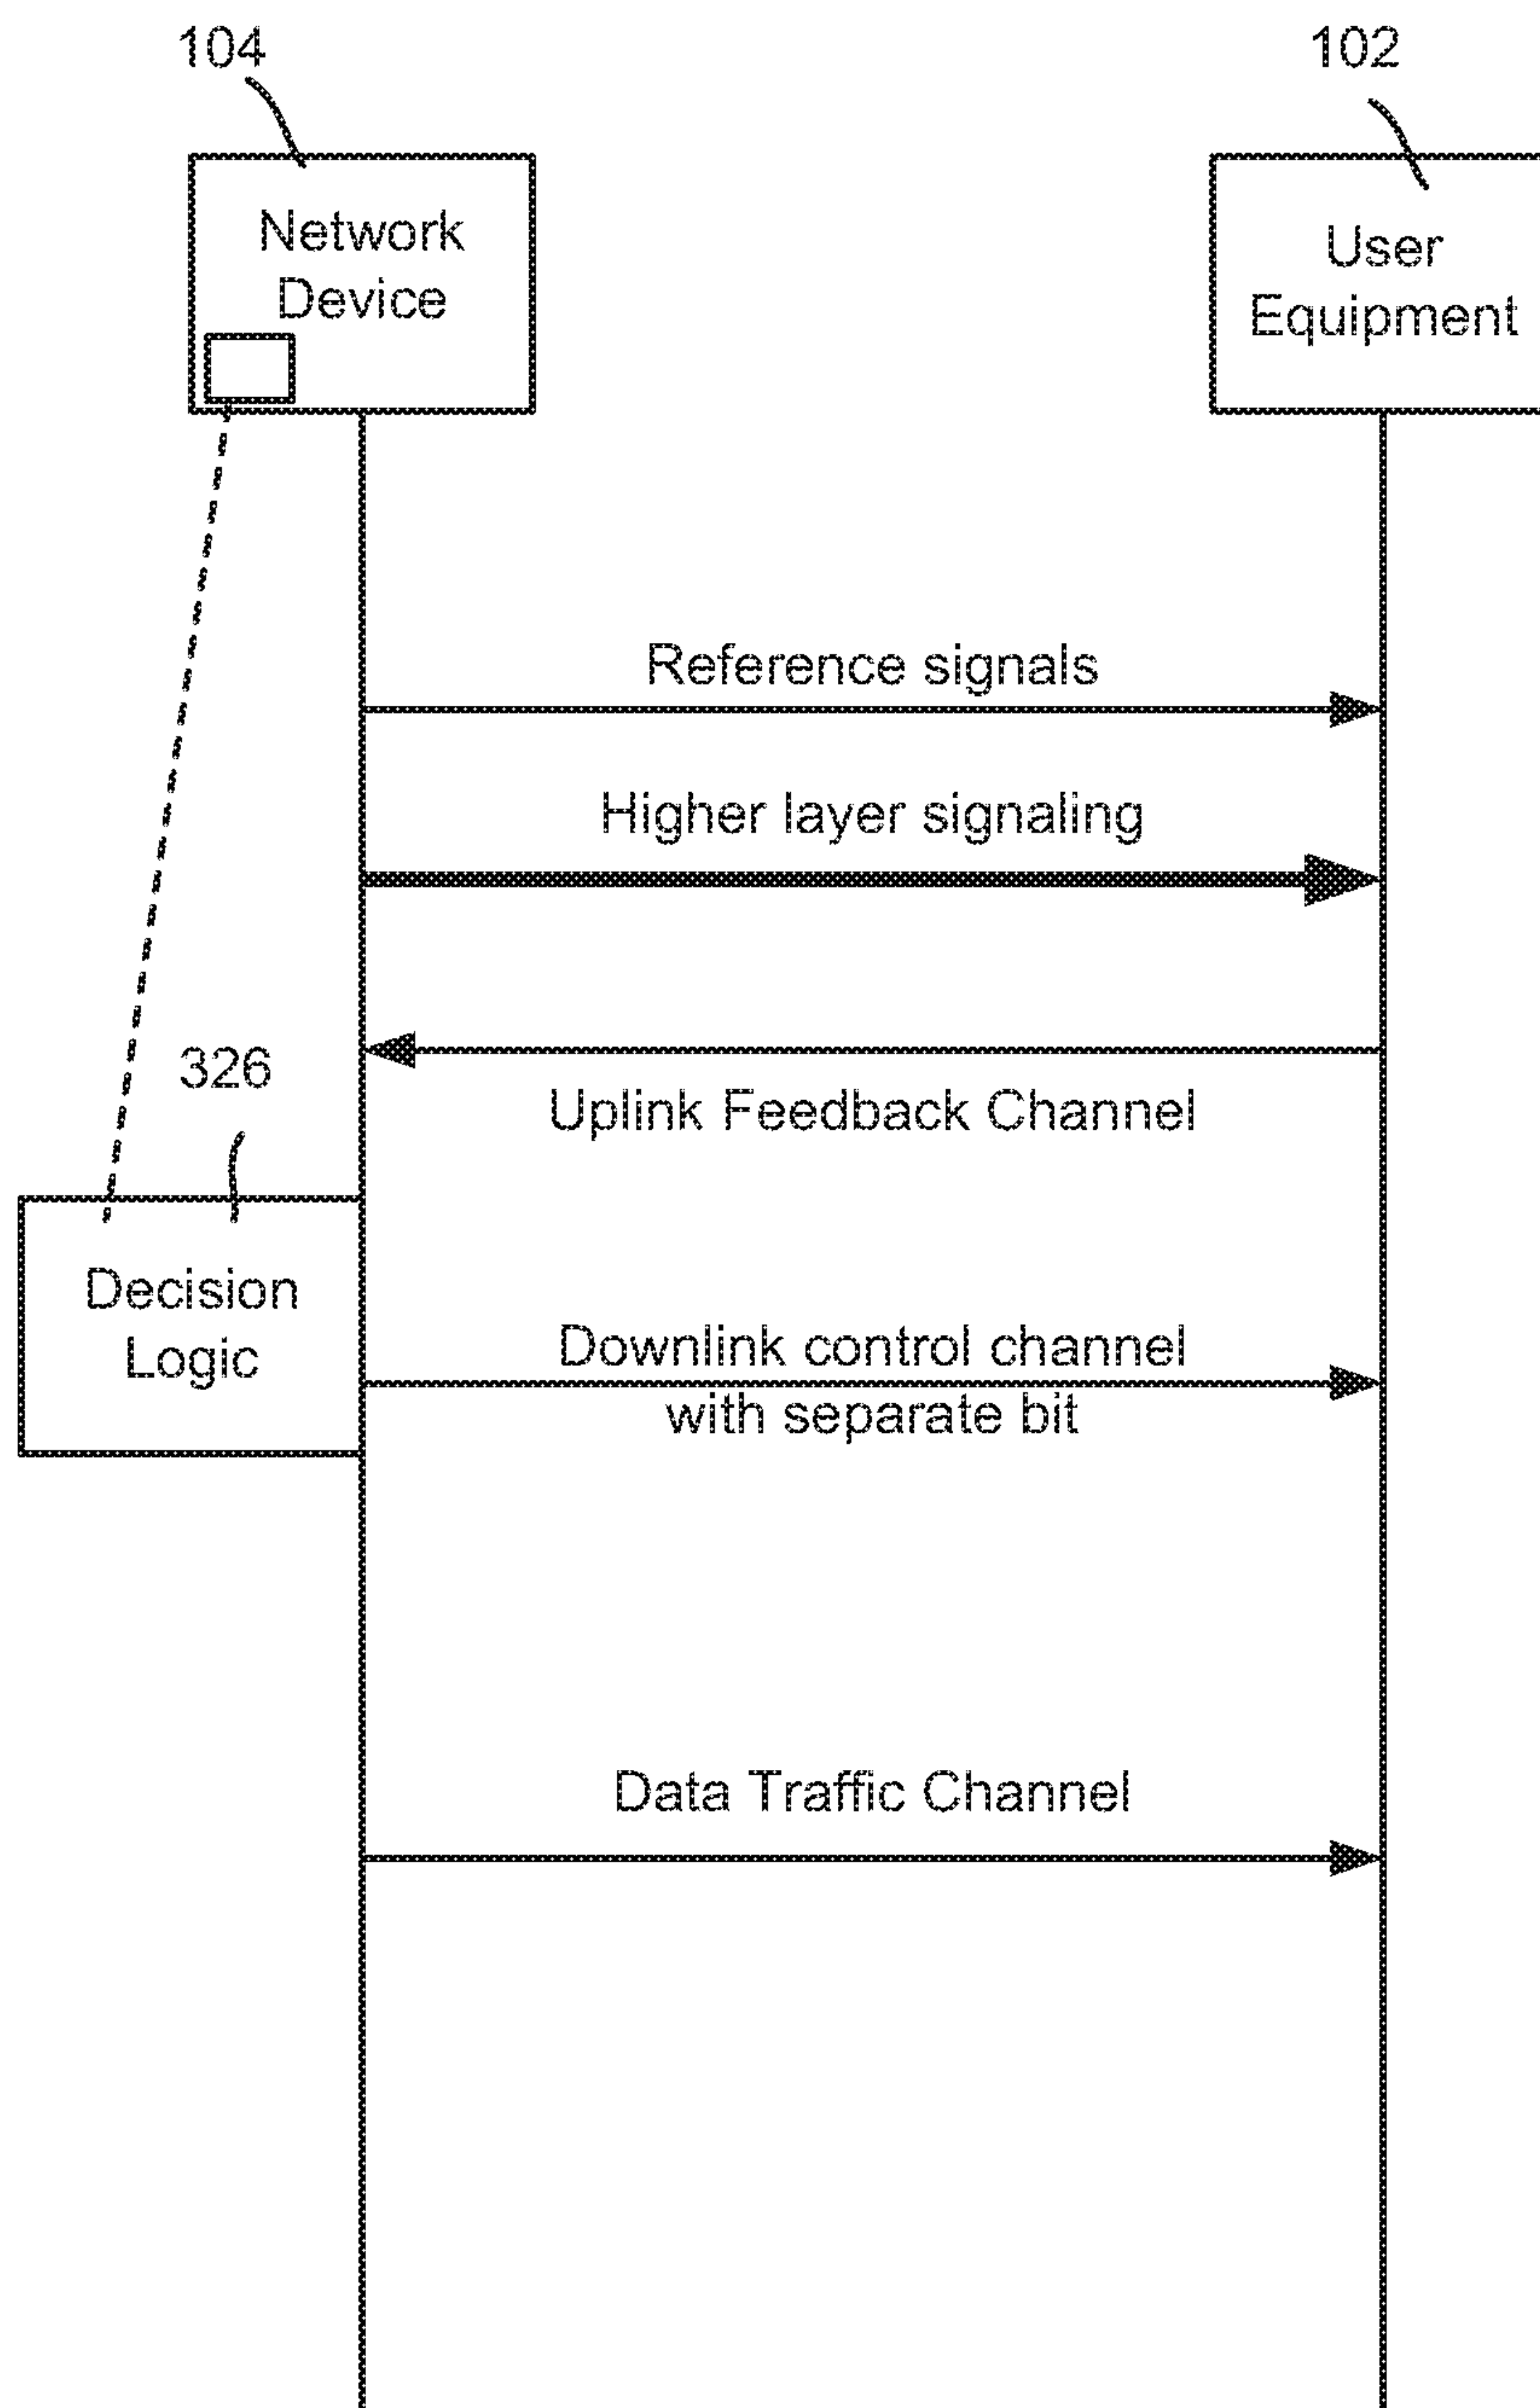 104
102
Network
Device
User
Equipment
Reference signals
Higher layer signaling
326
Uplink Feedback Channel
Decision
Logic
Downlink control channel
with separate bit
Data Traffic Channel